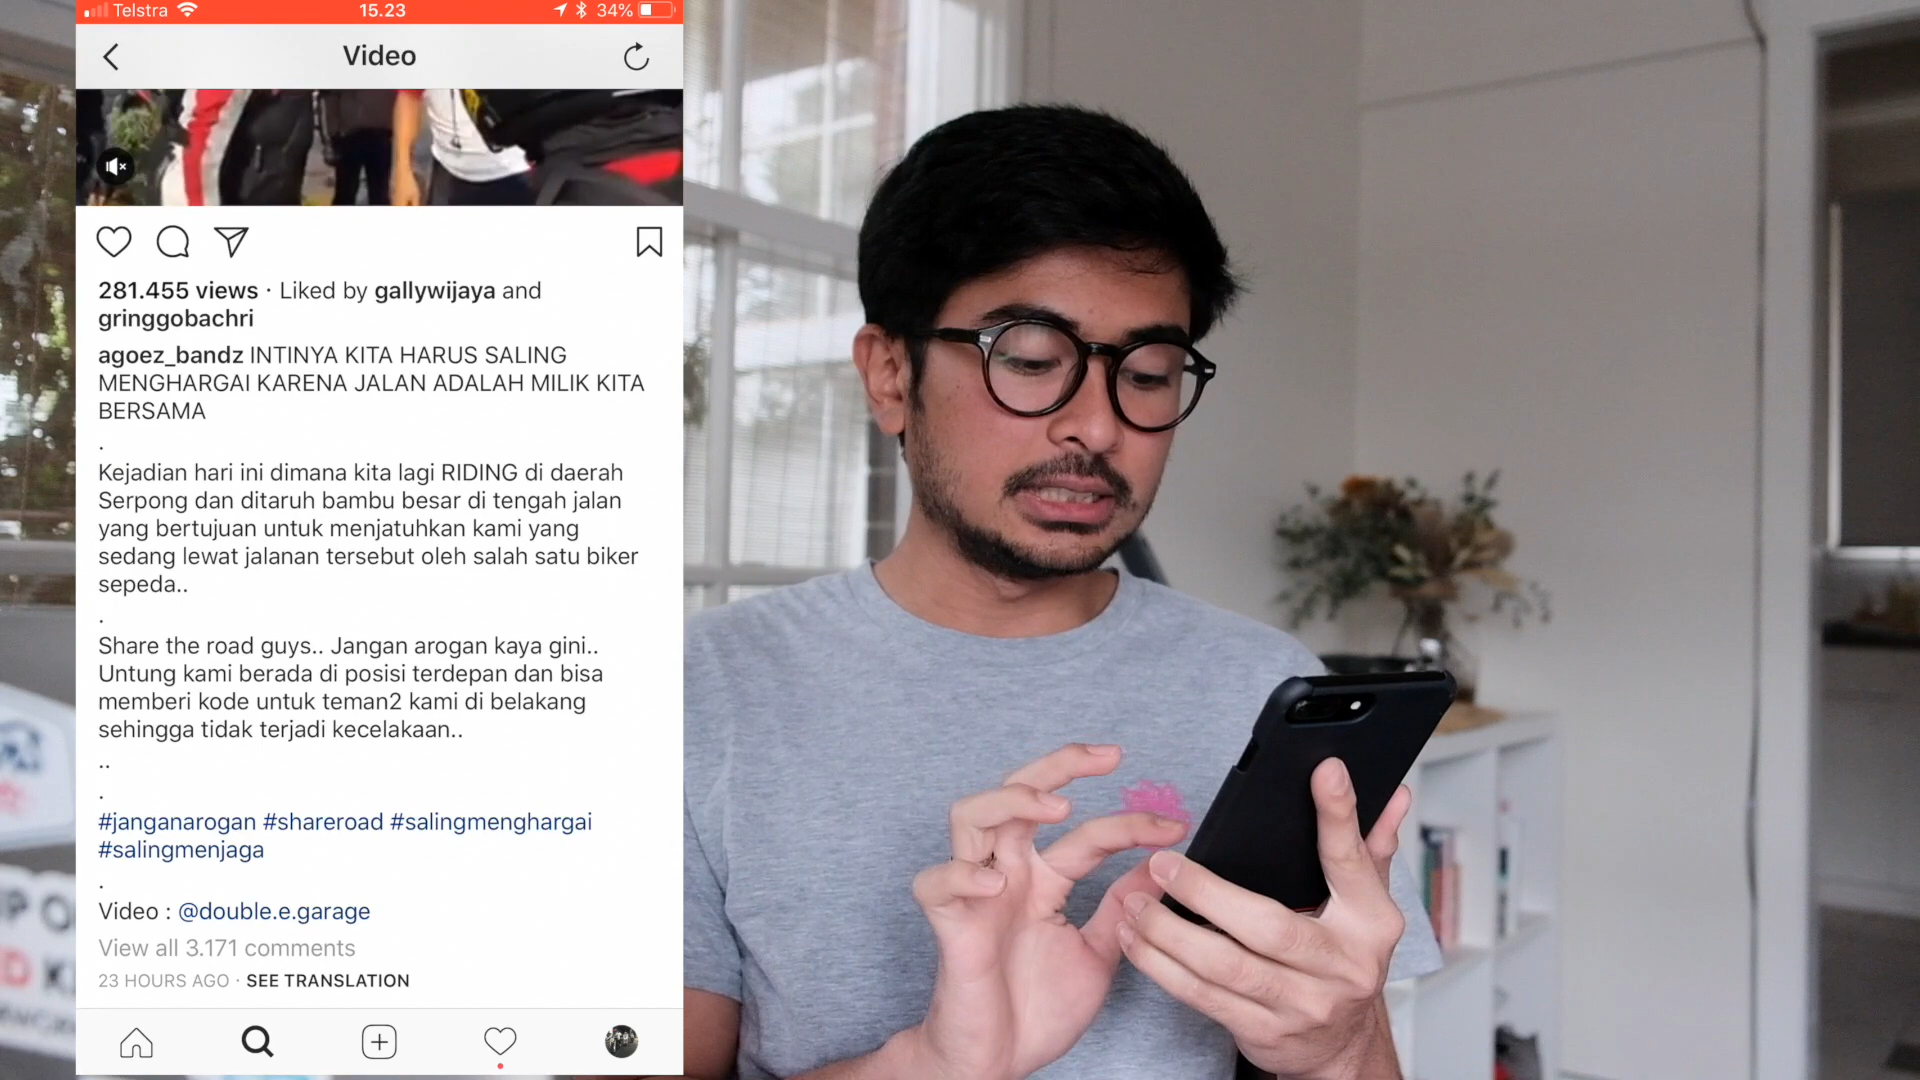 Telstra 15.23 34%
Video
281.455 views · Liked by gallywijaya and
gringgobachri
agoez_bandz INTINYA KITA HARUS SALING
MENGHARGAI KARENA JALAN ADALAH MILIK KITA
BERSAMA
.
Kejadian hari ini dimana kita lagi RIDING di daerah
Serpong dan ditaruh bambu besar di tengah jalan
yang bertujuan untuk menjatuhkan kami yang
sedang lewat jalanan tersebut oleh salah satu biker
sepeda..
.
Share the road guys.. Jangan arogan kaya gini..
Untung kami berada di posisi terdepan dan bisa
memberi kode untuk teman2 kami di belakang
sehingga tidak terjadi kecelakaan..
..
.
#janganarogan #shareroad #salingmenghargai
#salingmenjaga
.
Video : @double.e.garage
View all 3.171 comments
23 HOURS AGO · SEE TRANSLATION